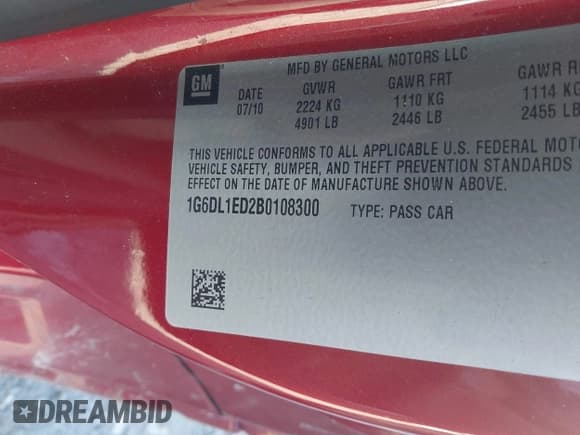 GM
MFD BY GENERAL MOTORS LLC
DATE GVWR GAWR FRT GAWR
07/10 2224 KG 1110 KG 1114 KG
4901 LB 2446 LB 2455 LB
THIS VEHICLE CONFORMS TO ALL APPLICABLE U.S. FEDERAL
VEHICLE SAFETY, BUMPER, AND THEFT PREVENTION STANDARDS
EFFECT ON THE DATE OF MANUFACTURE SHOWN ABOVE.
1G6DL1ED2B0108300 TYPE: PASS CAR
DREAMBID